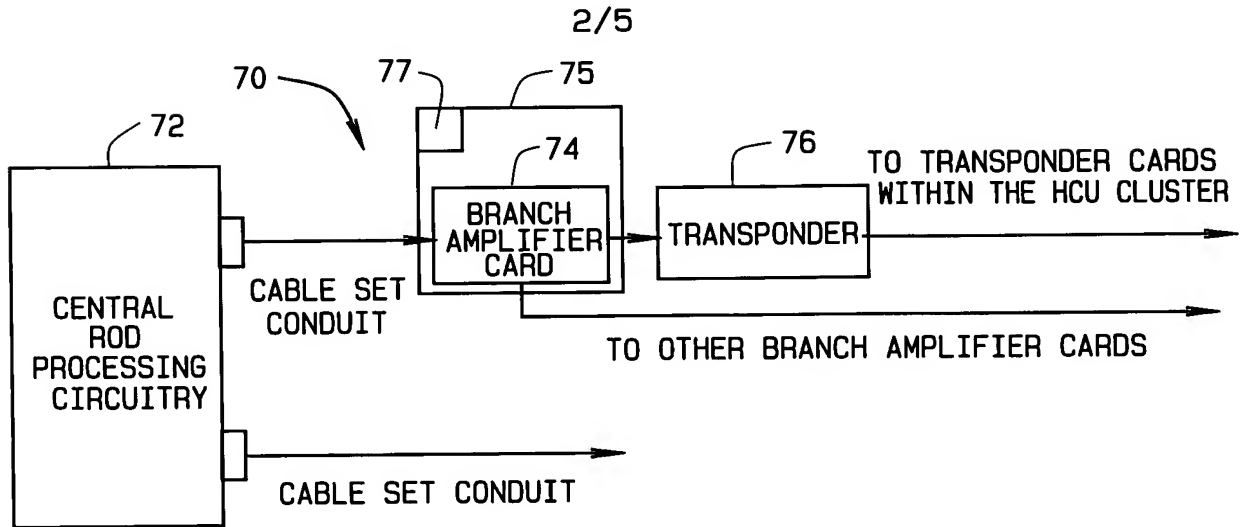 2/5
70
77
75
72
74
76
TO TRANSPONDER CARDS
WITHIN THE HCU CLUSTER
BRANCH
AMPLIFIER
CARD
TRANSPONDER
CABLE SET
CONDUIT
CENTRAL
ROD
PROCESSING
CIRCUITRY
TO OTHER BRANCH AMPLIFIER CARDS
CABLE SET CONDUIT